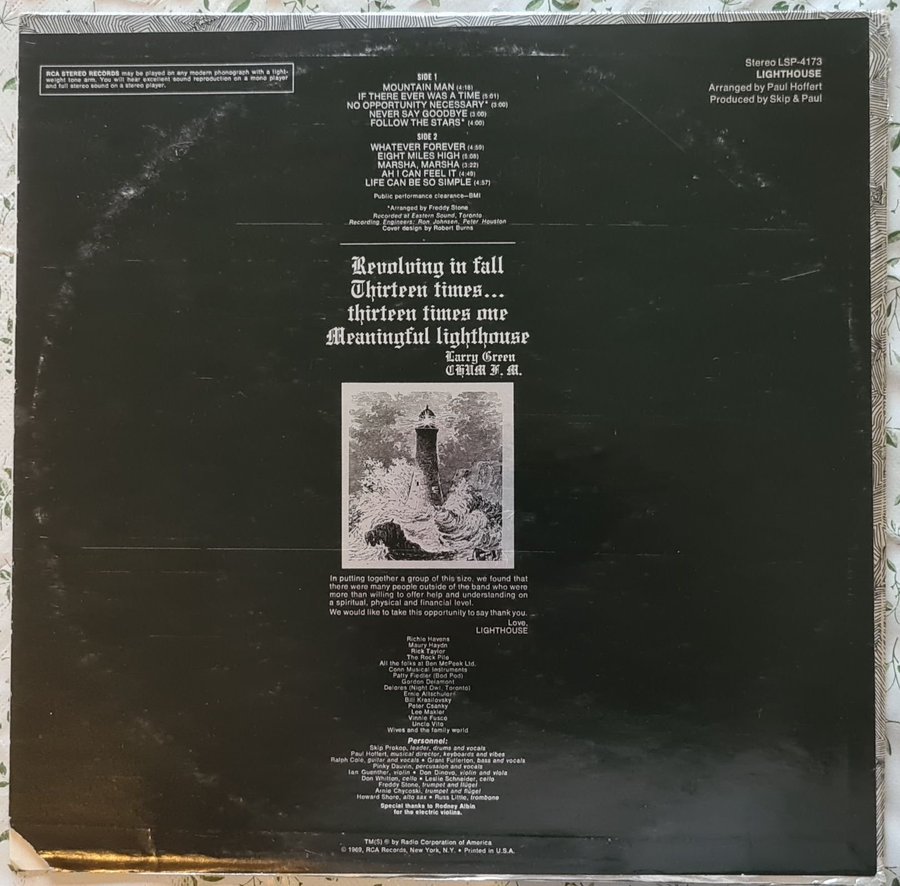 RCA STEREO RECORDS may be played on any modern phonograph with a light-
weight tone arm. You will hear excellent sound reproduction on a mono player
and full stereo sound on a stereo player.
Stereo LSP-4173
LIGHTHOUSE
Arranged by Paul Hoffert
Produced by Skip & Paul
SIDE 1
MOUNTAIN MAN (4:18)
IF THERE EVER WAS A TIME (5:01)
NO OPPORTUNITY NECESSARY* (3:00)
NEVER SAY GOODBYE (3:00)
FOLLOW THE STARS* (4:00)
SIDE 2
WHATEVER FOREVER (4:59)
EIGHT MILES HIGH (5:08)
MARSHA, MARSHA (3:22)
AH I CAN FEEL IT (4:49)
LIFE CAN BE SO SIMPLE (4:57)
Public performance clearance—BMI
*Arranged by Freddy Stone
Recorded at Eastern Sound, Toronto
Recording Engineers: Ron Johnsen, Peter Houston
Cover design by Robert Burns
Revolving in fall
Thirteen times...
thirteen times one
Meaningful lighthouse
Larry Green
CHUM F. M.
In putting together a group of this size, we found that
there were many people outside of the band who were
more than willing to offer help and understanding on
a spiritual, physical and financial level.
We would like to take this opportunity to say thank you.
Love,
LIGHTHOUSE
Richie Havens
Maury Haydn
Rick Taylor
The Rock Pile
All the folks at Ben McPeek Ltd.
Conn Musical Instruments
Patty Fiedler (Bod Pod)
Gordon Delamont
Delores (Night Owl, Toronto)
Ernie Altschuler
Bill Krasilovsky
Peter Csanky
Lee Makler
Vinnie Fusco
Uncle Vito
Wives and the family world
Personnel:
Skip Prokop, leader, drums and vocals
Paul Hoffert, musical director, keyboards and vibes
Ralph Cole, guitar and vocals • Grant Fullerton, bass and vocals
Pinky Dauvin, percussion and vocals
Ian Guenther, violin • Don Dinovo, violin and viola
Don Whitton, cello • Leslie Schneider, cello
Freddy Stone, trumpet and flügel
Arnie Chycoski, trumpet and flügel
Howard Shore, alto sax • Russ Little, trombone
Special thanks to Rodney Albin
for the electric violins.
TM(S) ® by Radio Corporation of America
© 1969, RCA Records, New York, N.Y. • Printed in U.S.A.